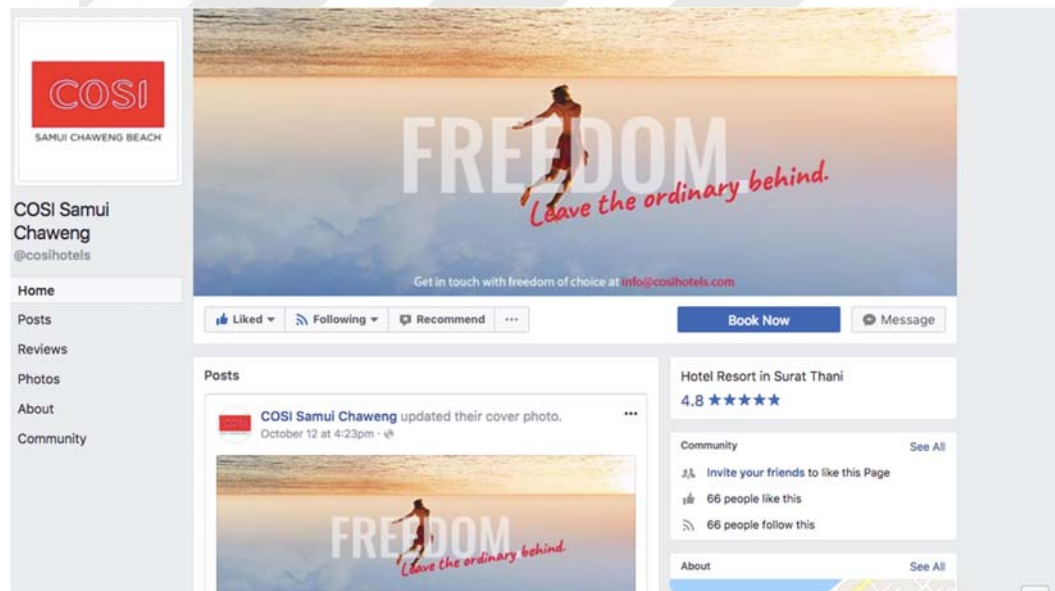 COSI
SAMUI CHAWENG BEACH
COSI Samui
Chaweng
@cosihotels
Home
Posts
Reviews
Photos
About
Community
FREEDOM.
Leave the ordinary behind.
Get in touch with freedom of choice at info@cosihotels.com
Liked
Following
Recommend
Book Now
Message
Posts
COSI Samui Chaweng updated their cover photo.
October 12 at 4:23pm ·
FREEDOM.
Leave the ordinary behind.
Hotel Resort in Surat Thani
4.8 ★★★★★
Community
See All
Invite your friends to like this Page
66 people like this
66 people follow this
About
See All